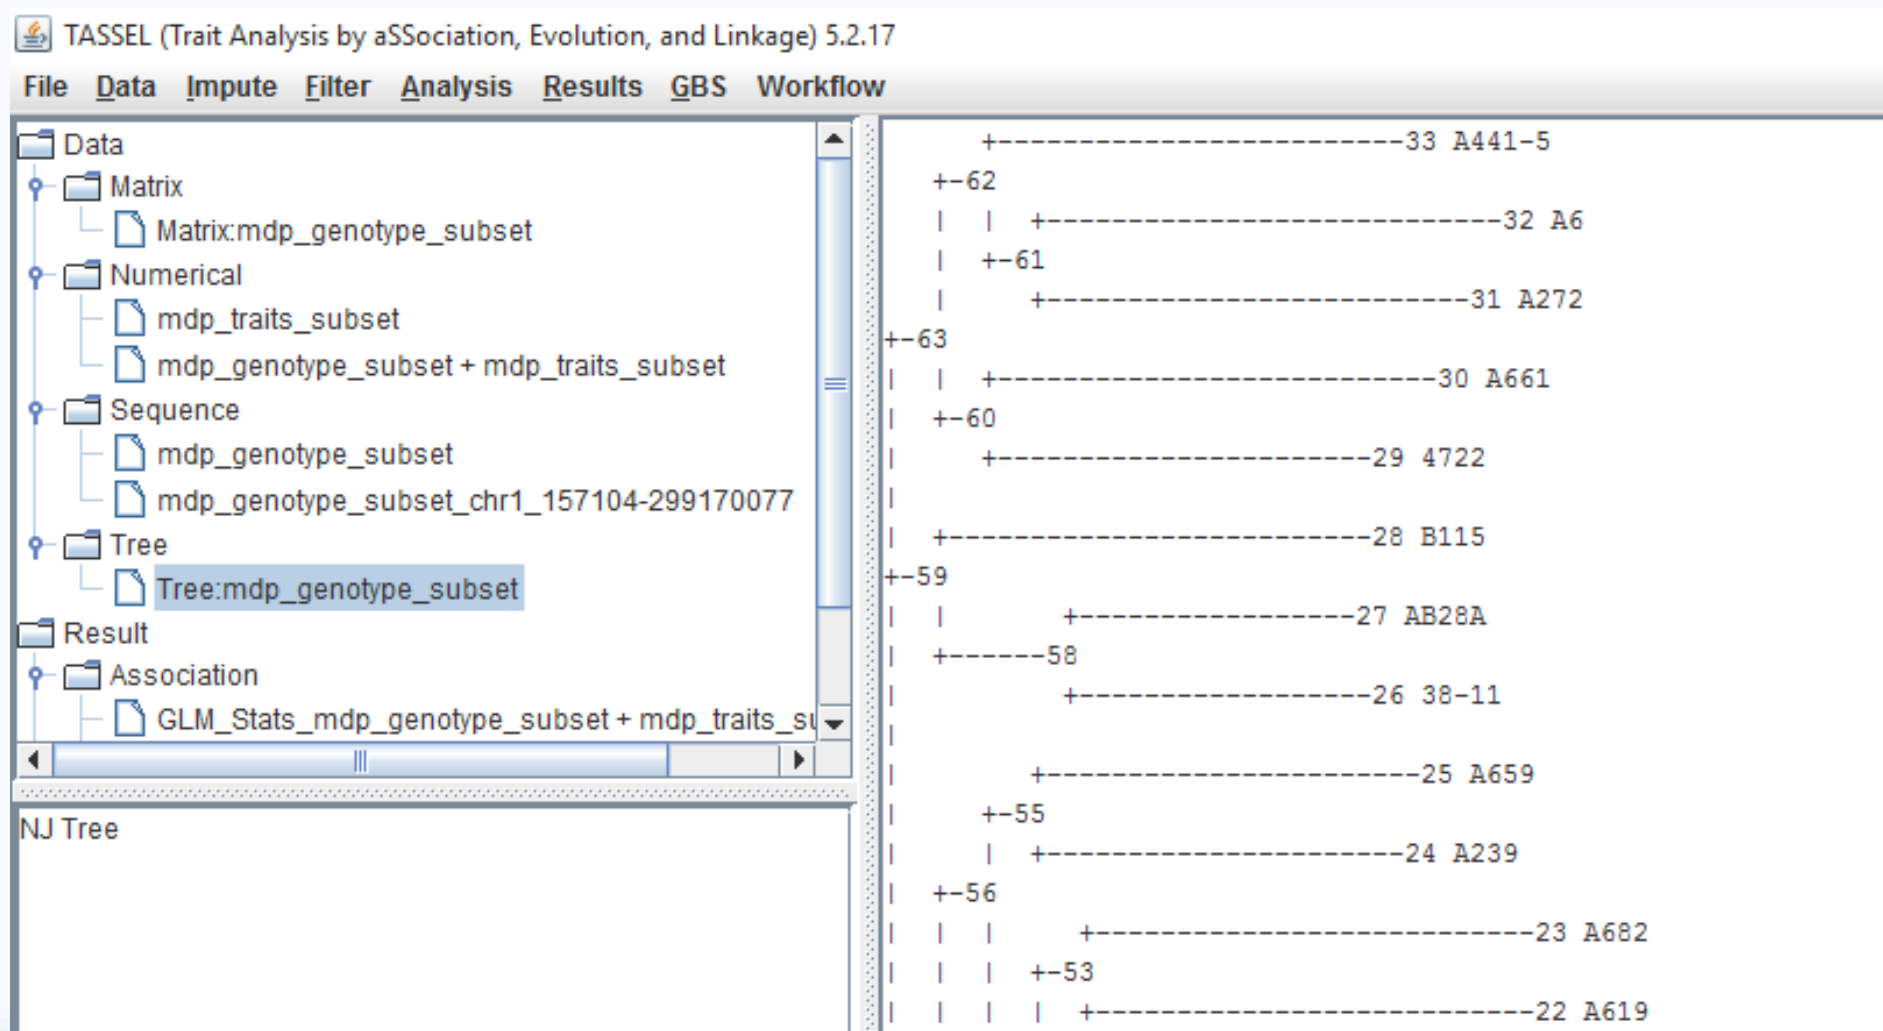 TASSEL (Trait Analysis by aSSociation, Evolution, and Linkage) 5.2.17
File Data Impute Filter Analysis Results GBS Workflow
Data
Matrix
Matrix:mdp_genotype_subset
Numerical
mdp_traits_subset
mdp_genotype_subset + mdp_traits_subset
Sequence
mdp_genotype_subset
mdp_genotype_subset_chr1_157104-299170077
Tree
Tree:mdp_genotype_subset
Result
Association
GLM_Stats_mdp_genotype_subset + mdp_traits_su
NJ Tree
+-------------------------33 A441-5
+-62
| | +----------------------------32 A6
| +-61
| +--------------------------31 A272
+-63
| | +---------------------------30 A661
| +-60
| +-----------------------29 4722
|
| +--------------------------28 B115
+-59
| | +-----------------27 AB28A
| +------58
| +------------------26 38-11
|
| +-----------------------25 A659
| +-55
| | +----------------------24 A239
| +-56
| | | +---------------------------23 A682
| | | +-53
| | | | +---------------------------22 A619